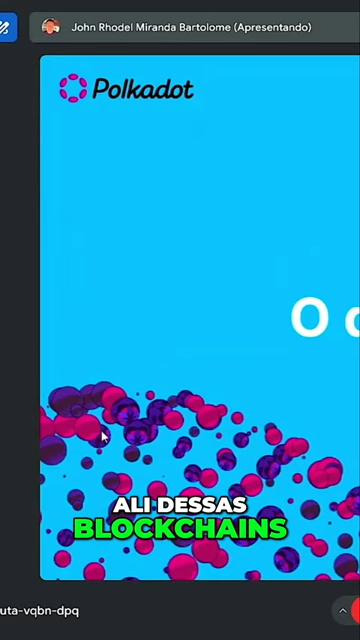 John Rhodel Miranda Bartolome (Apresentando)
Polkadot
O
ALI DESSAS
BLOCKCHAINS
uta-vqbn-dpq